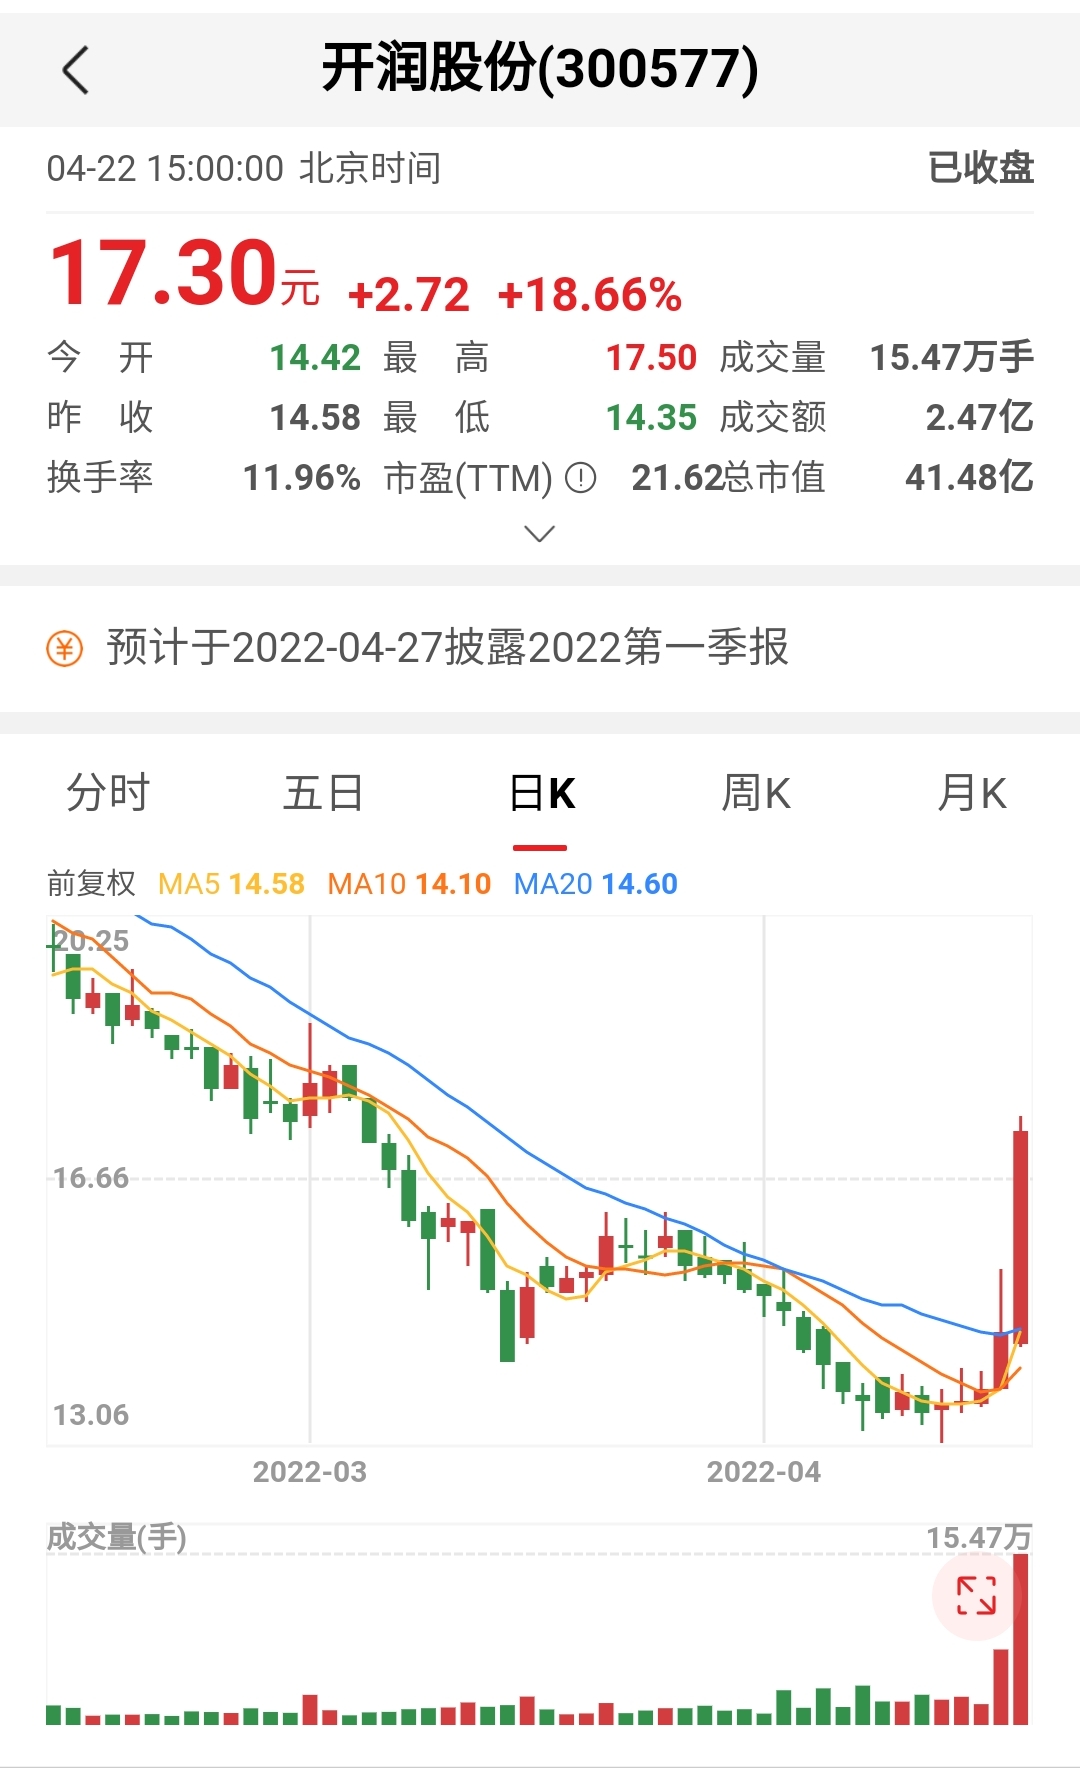 开润股份(300577)
04-22 15:00:00 北京时间 已收盘
17.30元 +2.72 +18.66%
今 开 14.42 最 高 17.50 成交量 15.47万手
昨 收 14.58 最 低 14.35 成交额 2.47亿
换手率 11.96% 市盈(TTM) 21.62 总市值 41.48亿
预计于2022-04-27披露2022第一季报
分时 五日 日K 周K 月K
前复权 MA5 14.58 MA10 14.10 MA20 14.60
20.25
16.66
13.06
2022-03 2022-04
成交量(手) 15.47万